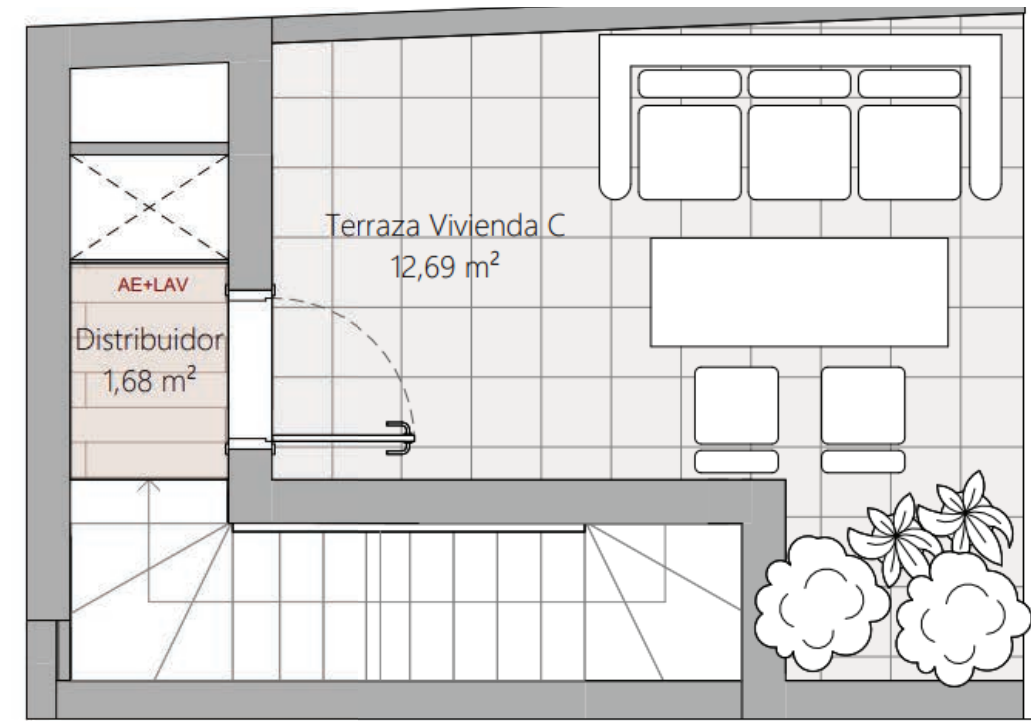 Terraza Vivienda C
12,69 m²
AE+LAV
Distribuidor
1,68 m²